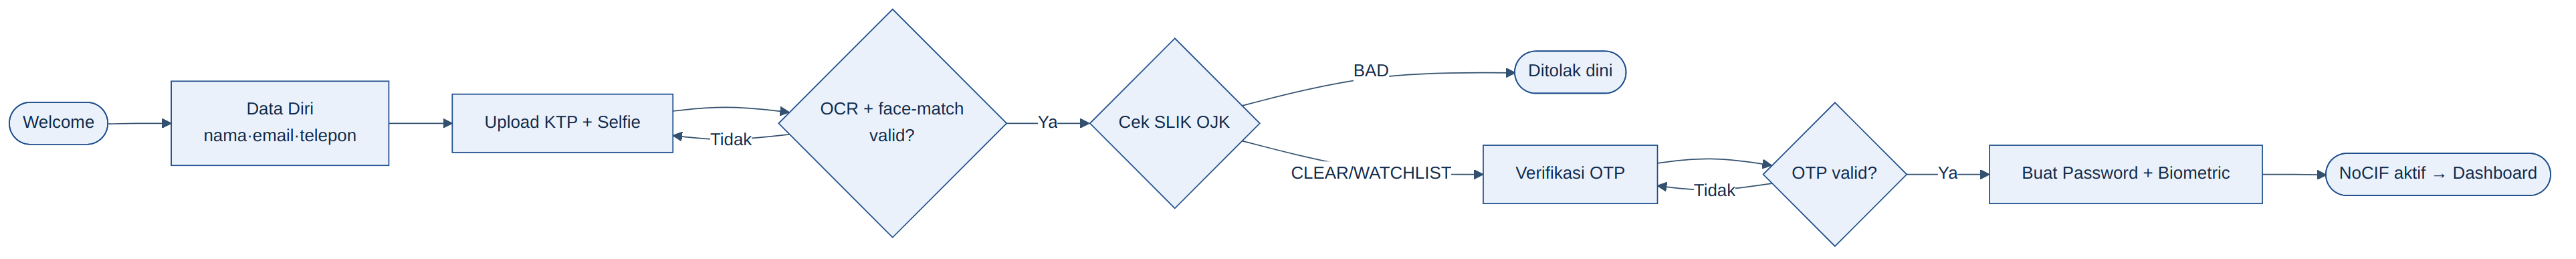 Welcome
Data Diri
nama·email·telepon
Upload KTP + Selfie
Tidak
OCR + face-match
valid?
Ya
Cek SLIK OJK
BAD
Ditolak dini
CLEAR/WATCHLIST
Verifikasi OTP
Tidak
OTP valid?
Ya
Buat Password + Biometric
NoCIF aktif → Dashboard